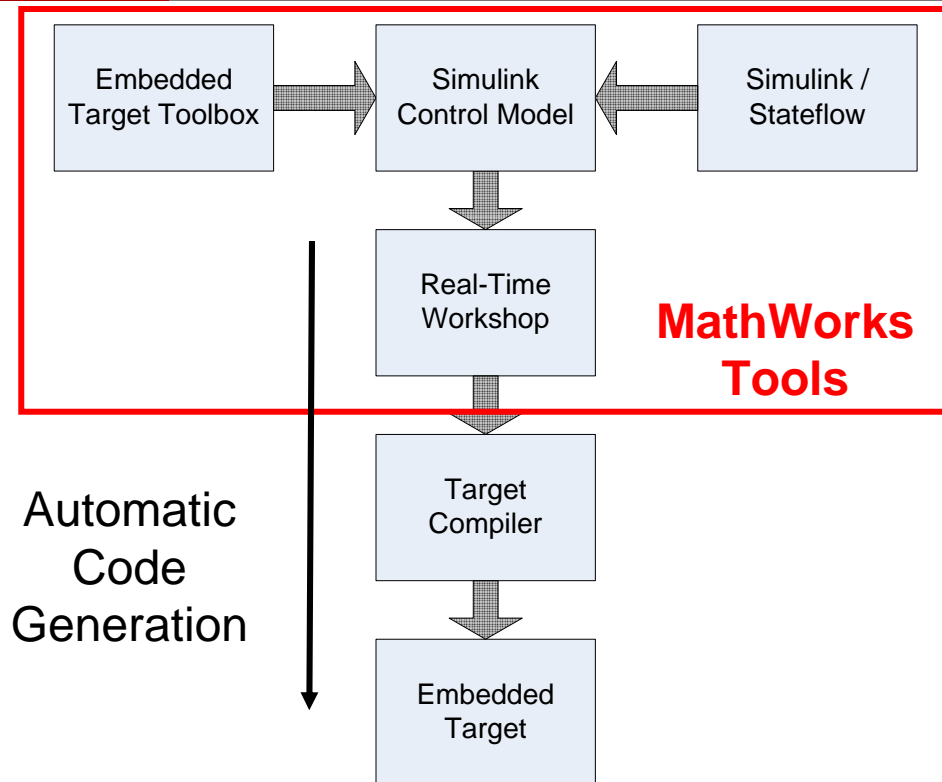 Embedded
Target Toolbox
Simulink
Control Model
Simulink /
Stateflow
Real-Time
Workshop
MathWorks
Tools
Target
Compiler
Automatic
Code
Generation
Embedded
Target